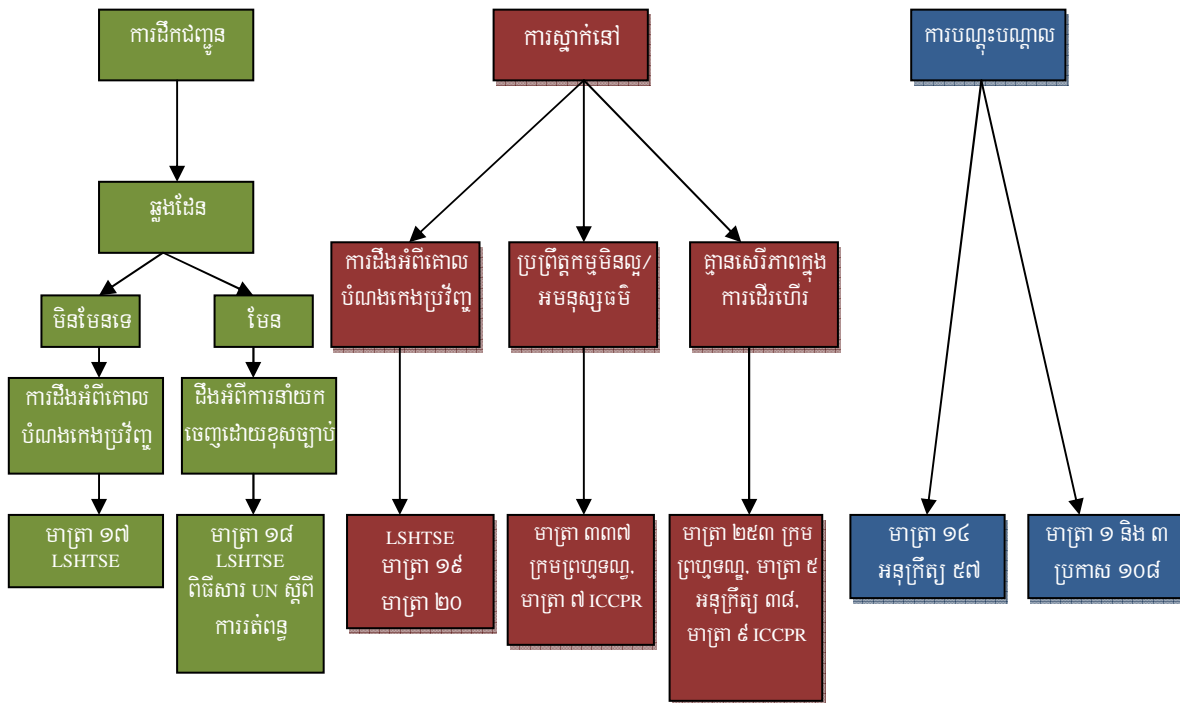 ការដឹកជញ្ជូន
ការស្នាក់នៅ
ការបណ្តុះបណ្តាល
ឆ្លងដែន
ការដឹងអំពីគោល
បំណងកេងប្រវ័ញ្ច
ប្រព្រឹត្តកម្មមិនល្អ/
អមនុស្សធម៌
គ្មានសេរីភាពក្នុង
ការដើរហើរ
មិនមែនទេ
មែន
ការដឹងអំពីគោល
បំណងកេងប្រវ័ញ្ច
ដឹងអំពីការនាំយក
ចេញដោយខុសច្បាប់
មាត្រា ១៧
LSHTSE
មាត្រា ១៨
LSHTSE
ពិធីសារ UN ស្តីពី
ការរត់ពន្ធ
LSHTSE
មាត្រា ១៩
មាត្រា ២០
មាត្រា ៣៣៧
ក្រមព្រហ្មទណ្ឌ,
មាត្រា ៧ ICCPR
មាត្រា ២៥៣ ក្រម
ព្រហ្មទណ្ឌ, មាត្រា ៥
អនុក្រឹត្យ ៣៨,
មាត្រា ៩ ICCPR
មាត្រា ១៤
អនុក្រឹត្យ ៥៧
មាត្រា ១ និង ៣
ប្រកាស ១០៨